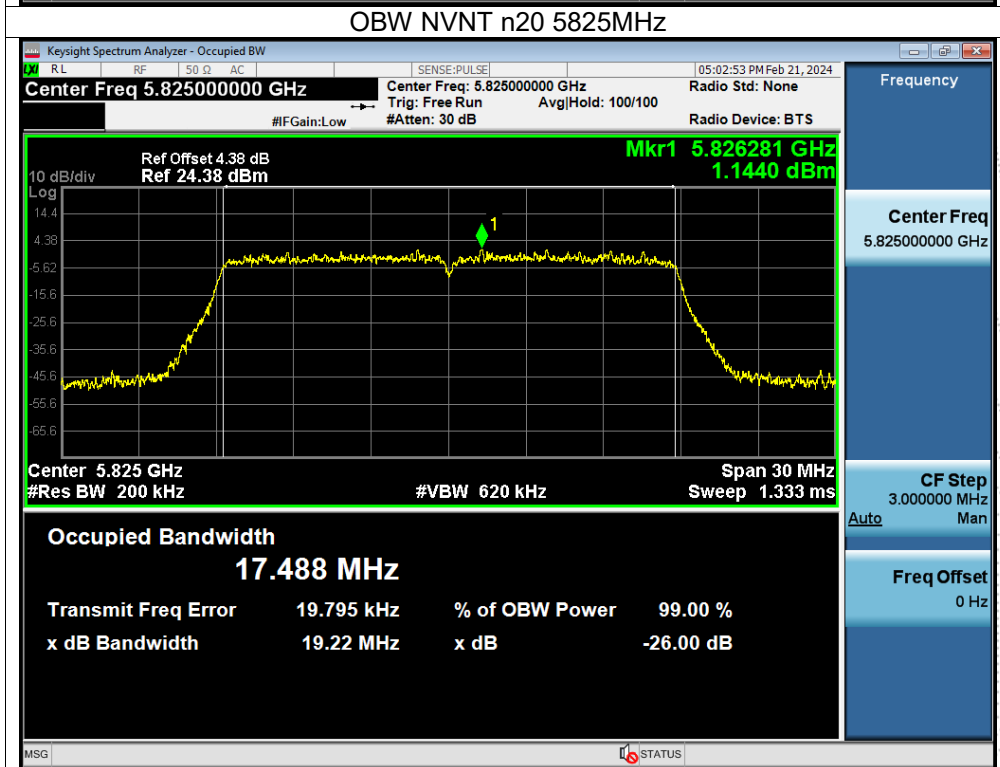 OBW NVNT n20 5825MHz
Keysight Spectrum Analyzer - Occupied BW
LXI RL RF 50 Ω AC SENSE:PULSE 05:02:53 PM Feb 21, 2024
Center Freq 5.825000000 GHz
Center Freq: 5.825000000 GHz
Radio Std: None
Trig: Free Run Avg|Hold: 100/100
#IFGain:Low #Atten: 30 dB Radio Device: BTS
Frequency
Mkr1 5.826281 GHz
1.1440 dBm
Ref Offset 4.38 dB
10 dB/div Ref 24.38 dBm
Log
14.4
4.38
-5.62
-15.6
-25.6
-35.6
-45.6
-55.6
-65.6
1
Center 5.825 GHz Span 30 MHz
#Res BW 200 kHz #VBW 620 kHz Sweep 1.333 ms
Center Freq
5.825000000 GHz
CF Step
3.000000 MHz
Auto Man
Freq Offset
0 Hz
Occupied Bandwidth
17.488 MHz
Transmit Freq Error 19.795 kHz % of OBW Power 99.00 %
x dB Bandwidth 19.22 MHz x dB -26.00 dB
MSG STATUS